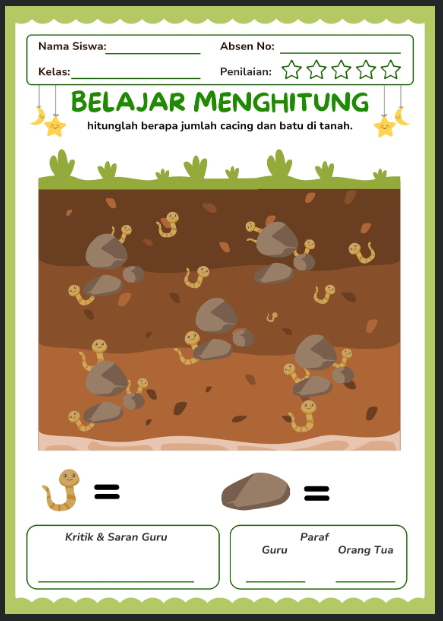 Nama Siswa:
Absen No:
Kelas:
Penilaian:
BELAJAR MENGHITUNG
hitunglah berapa jumlah cacing dan batu di tanah.
=
=
Kritik & Saran Guru
Paraf
Guru
Orang Tua